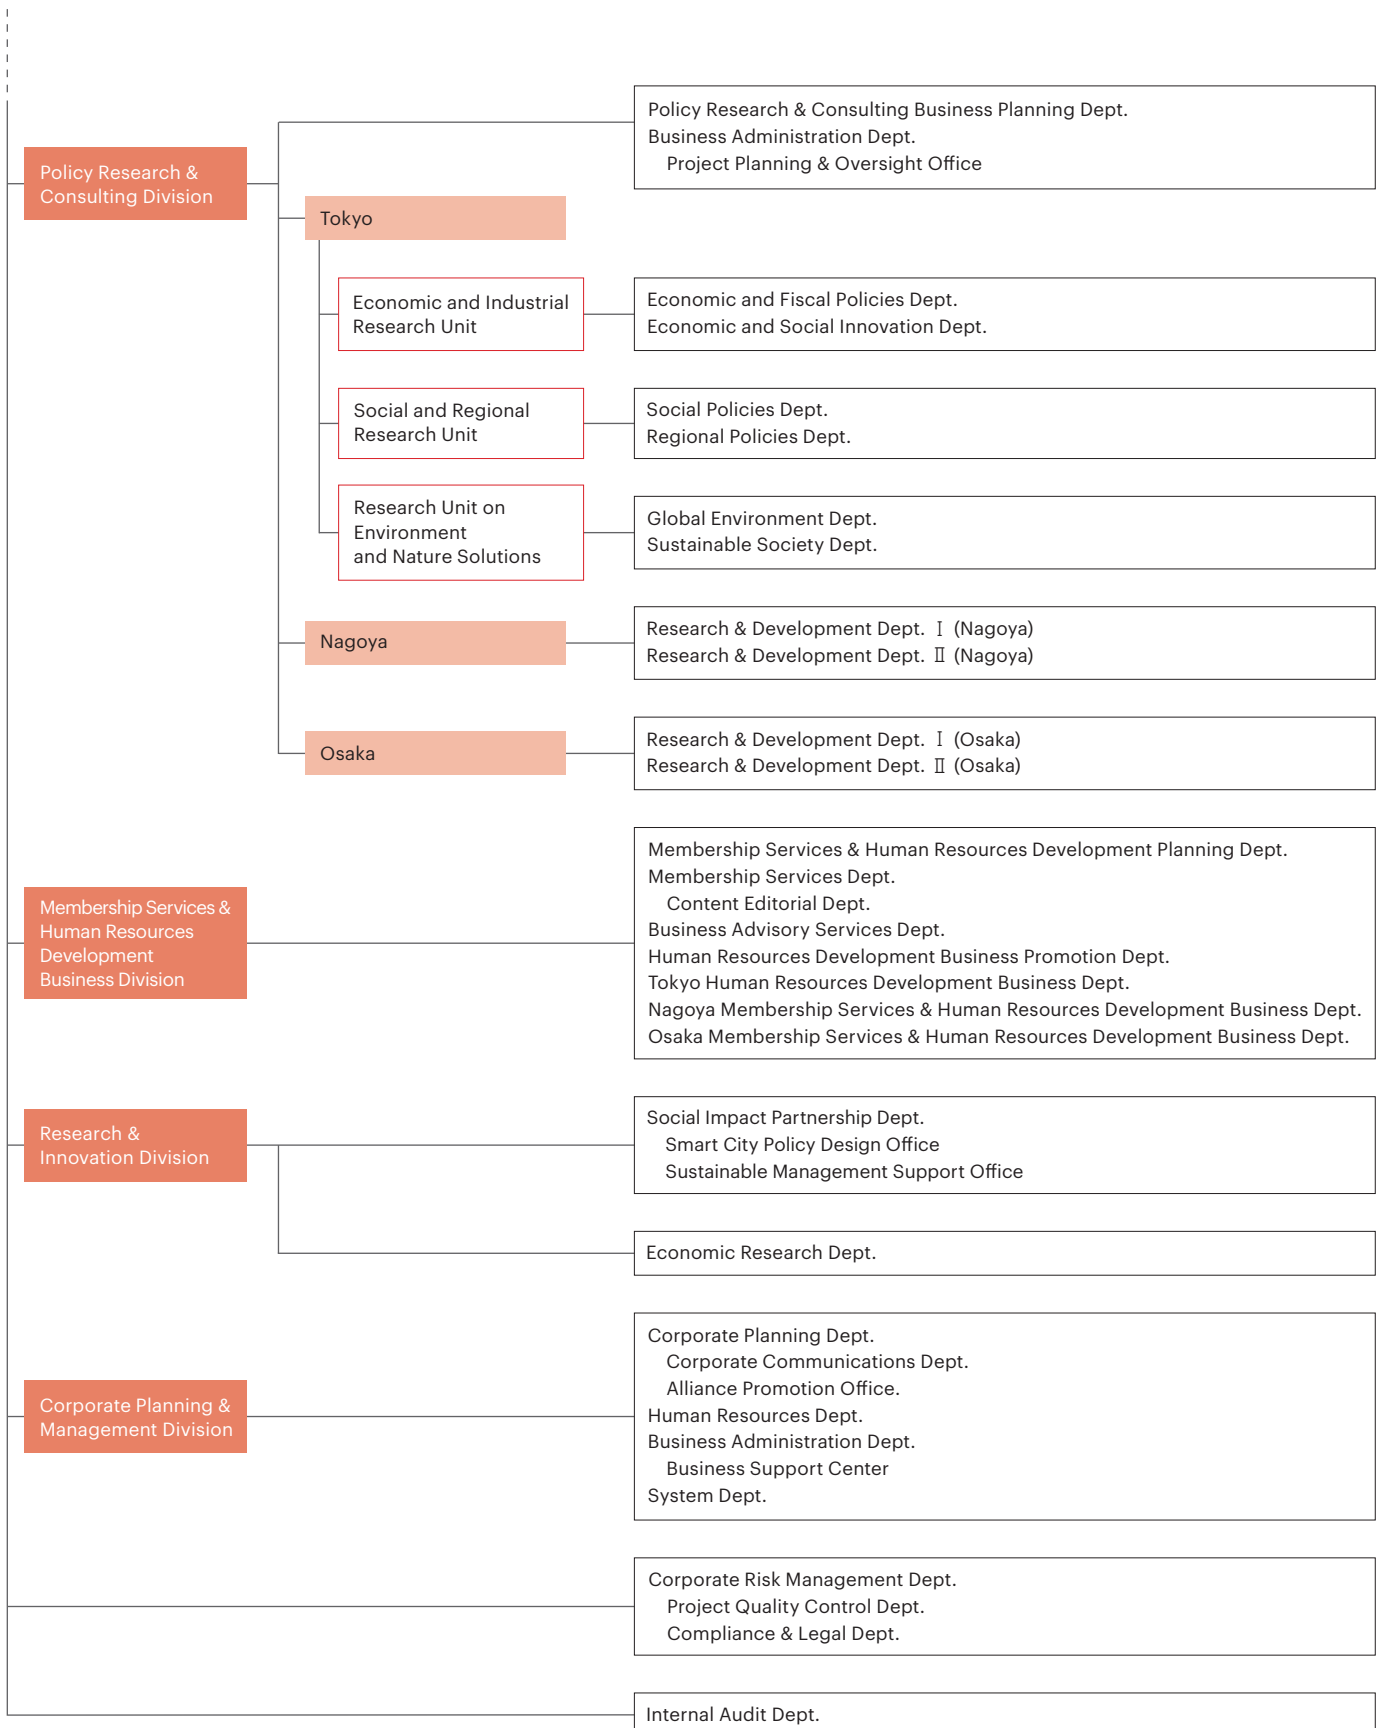 Policy Research &
Consulting Division
Policy Research & Consulting Business Planning Dept.
Business Administration Dept.
Project Planning & Oversight Office
Tokyo
Economic and Industrial
Research Unit
Economic and Fiscal Policies Dept.
Economic and Social Innovation Dept.
Social and Regional
Research Unit
Social Policies Dept.
Regional Policies Dept.
Research Unit on
Environment
and Nature Solutions
Global Environment Dept.
Sustainable Society Dept.
Nagoya
Research & Development Dept. Ⅰ (Nagoya)
Research & Development Dept. Ⅱ (Nagoya)
Osaka
Research & Development Dept. Ⅰ (Osaka)
Research & Development Dept. Ⅱ (Osaka)
Membership Services &
Human Resources
Development
Business Division
Membership Services & Human Resources Development Planning Dept.
Membership Services Dept.
Content Editorial Dept.
Business Advisory Services Dept.
Human Resources Development Business Promotion Dept.
Tokyo Human Resources Development Business Dept.
Nagoya Membership Services & Human Resources Development Business Dept.
Osaka Membership Services & Human Resources Development Business Dept.
Research &
Innovation Division
Social Impact Partnership Dept.
Smart City Policy Design Office
Sustainable Management Support Office
Economic Research Dept.
Corporate Planning &
Management Division
Corporate Planning Dept.
Corporate Communications Dept.
Alliance Promotion Office.
Human Resources Dept.
Business Administration Dept.
Business Support Center
System Dept.
Corporate Risk Management Dept.
Project Quality Control Dept.
Compliance & Legal Dept.
Internal Audit Dept.